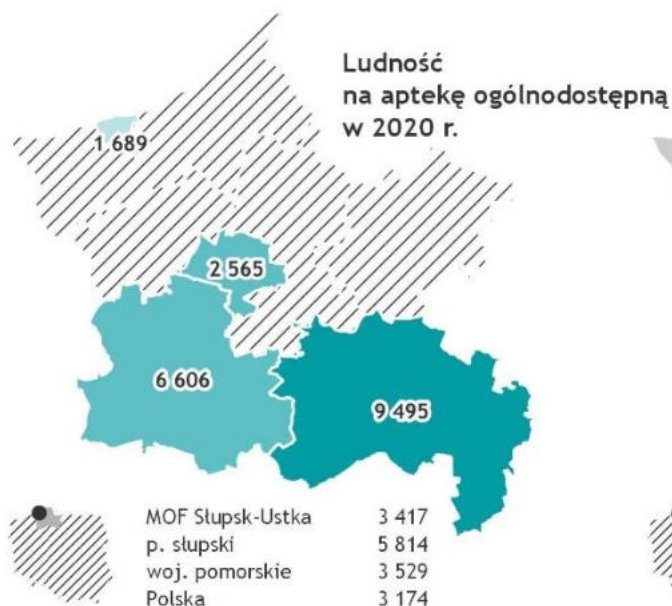 Ludność
na aptekę ogólnodostępną
w 2020 r.
1 689
2 565
6 606
9 495
MOF Słupsk-Ustka 3 417
p. słupski 5 814
woj. pomorskie 3 529
Polska 3 174